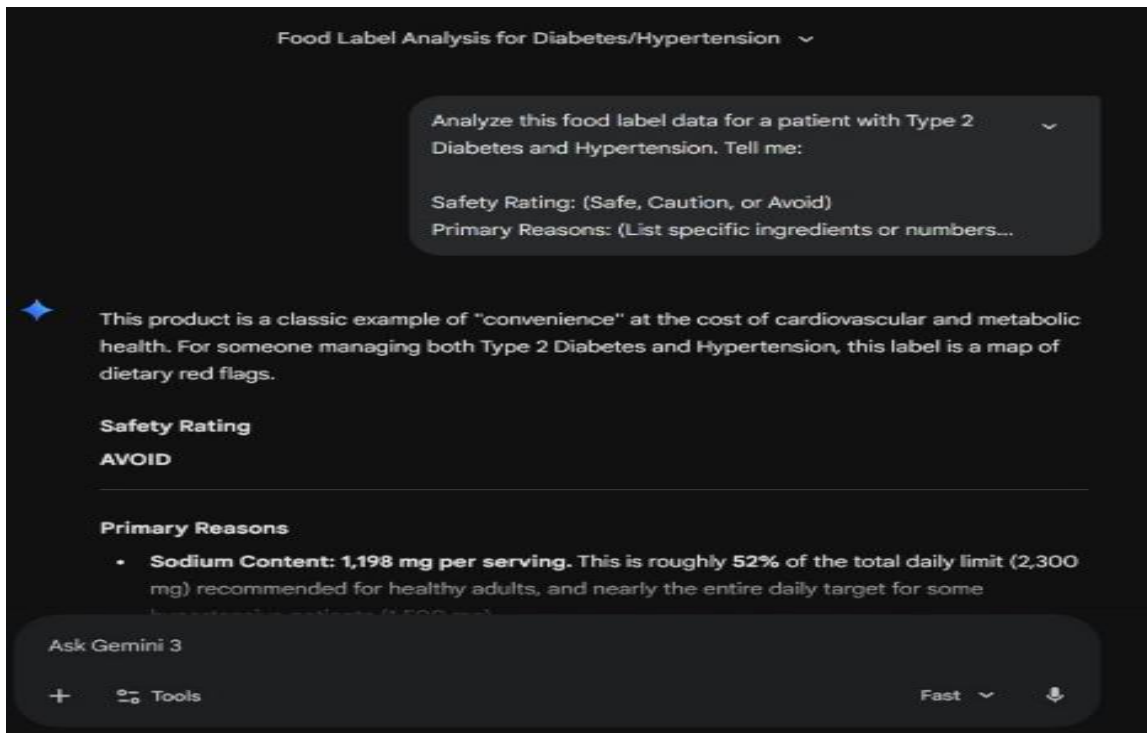 Food Label Analysis for Diabetes/Hypertension
Analyze this food label data for a patient with Type 2
Diabetes and Hypertension. Tell me:
Safety Rating: (Safe, Caution, or Avoid)
Primary Reasons: (List specific ingredients or numbers...
This product is a classic example of "convenience" at the cost of cardiovascular and metabolic
health. For someone managing both Type 2 Diabetes and Hypertension, this label is a map of
dietary red flags.
Safety Rating
AVOID
Primary Reasons
• Sodium Content: 1,198 mg per serving. This is roughly 52% of the total daily limit (2,300
mg) recommended for healthy adults, and nearly the entire daily target for some
Ask Gemini 3
Tools
Fast